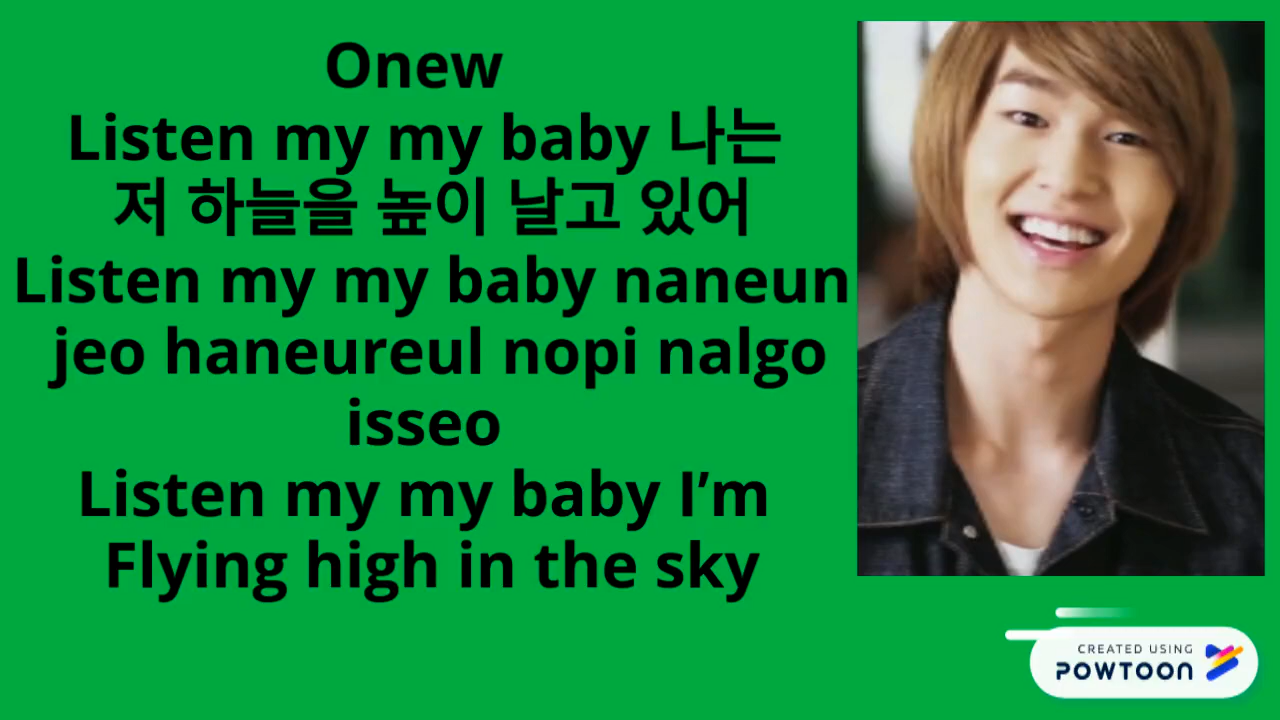 Onew
Listen my my baby 나는
저 하늘을 높이 날고 있어
Listen my my baby naneun
jeo haneureul nopi nalgo
isseo
Listen my my baby I’m
Flying high in the sky
CREATED USING
POWTOON